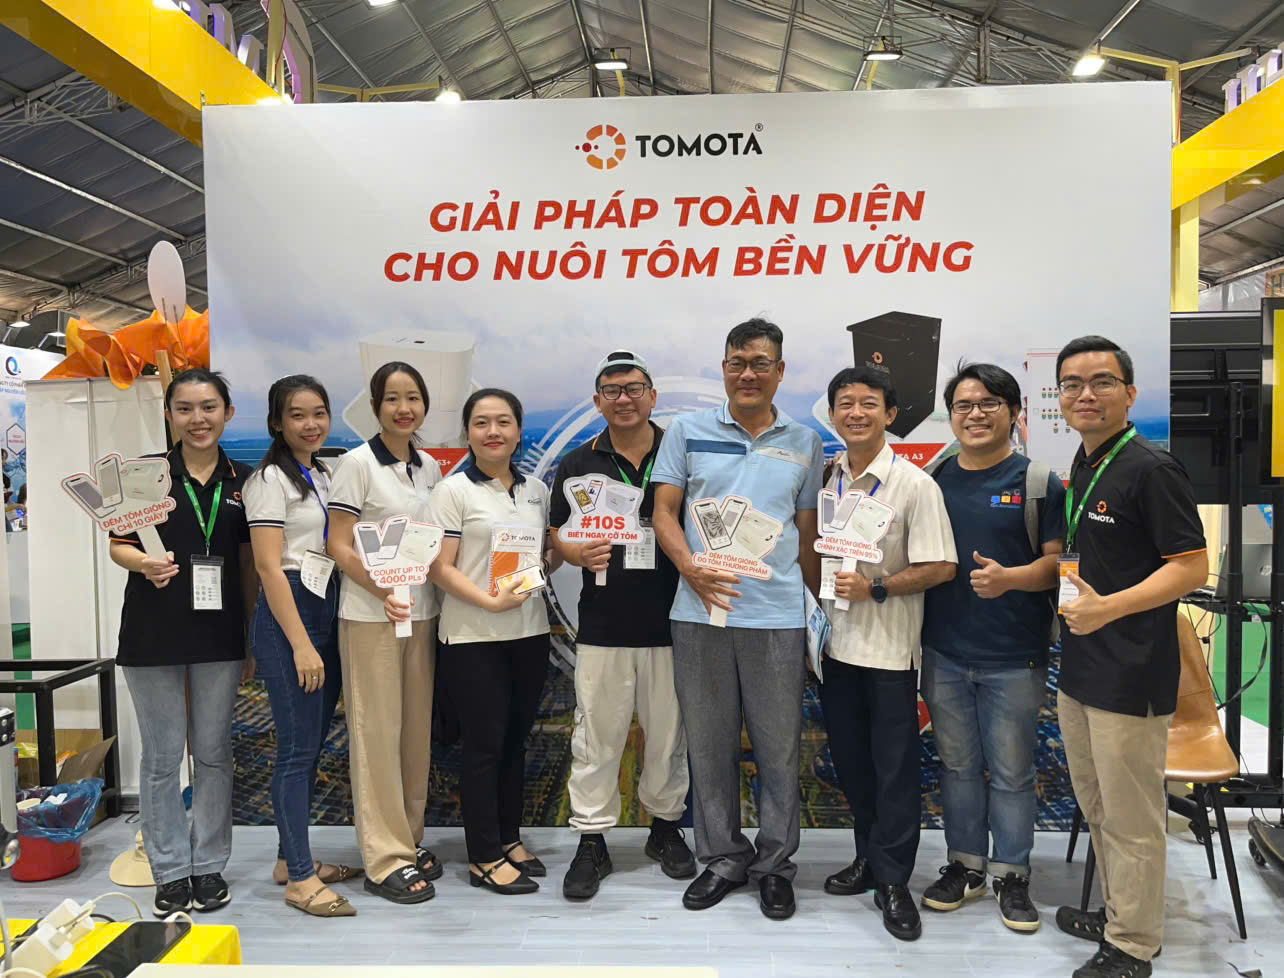 TOMOTA®
GIẢI PHÁP TOÀN DIỆN
CHO NUÔI TÔM BỀN VỮNG
S3+
A3
ĐẾM TÔM GIỐNG
CHỈ 10 GIÂY
COUNT UP TO
4000 PLs
TOMOTA
#10S
BIẾT NGAY CỠ TÔM
ĐẾM TÔM GIỐNG
ĐO TÔM THƯƠNG PHẨM
ĐẾM TÔM GIỐNG
CHÍNH XÁC TRÊN 95%
TOMOTA
TOMOTA